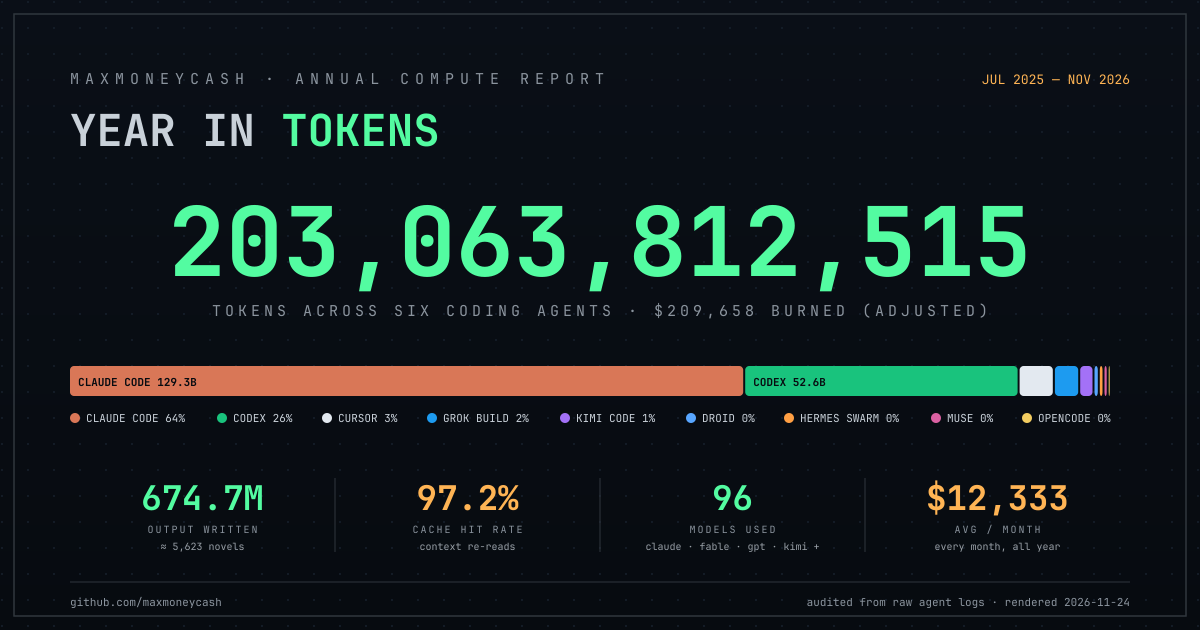 MAXMONEYCASH · ANNUAL COMPUTE REPORT
JUL 2025 — NOV 2026
YEAR IN TOKENS
203,063,812,515
TOKENS ACROSS SIX CODING AGENTS · $209,658 BURNED (ADJUSTED)
CLAUDE CODE 129.3B
CODEX 52.6B
CLAUDE CODE 64% CODEX 26% CURSOR 3% GROK BUILD 2% KIMI CODE 1% DROID 0% HERMES SWARM 0% MUSE 0% OPENCODE 0%
674.7M
OUTPUT WRITTEN
≈ 5,623 novels
97.2%
CACHE HIT RATE
context re-reads
96
MODELS USED
claude · fable · gpt · kimi +
$12,333
AVG / MONTH
every month, all year
github.com/maxmoneycash
audited from raw agent logs · rendered 2026-11-24